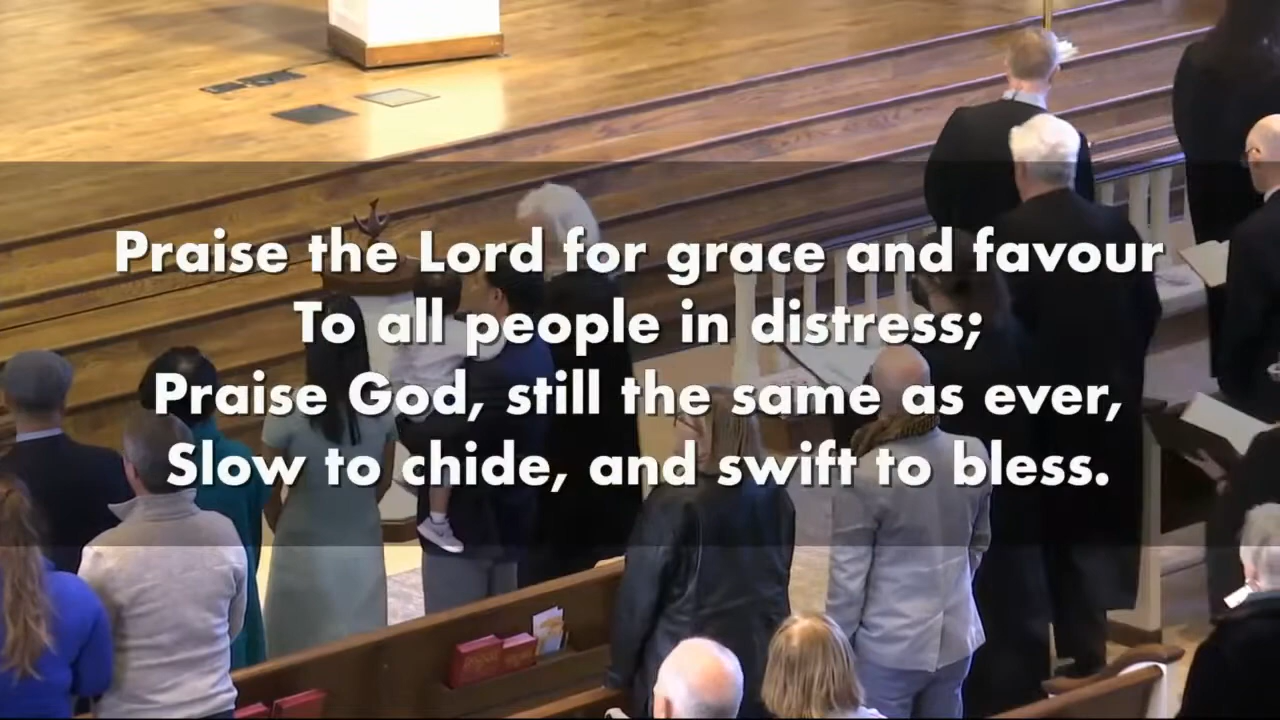 Praise the Lord for grace and favour
To all people in distress;
Praise God, still the same as ever,
Slow to chide, and swift to bless.